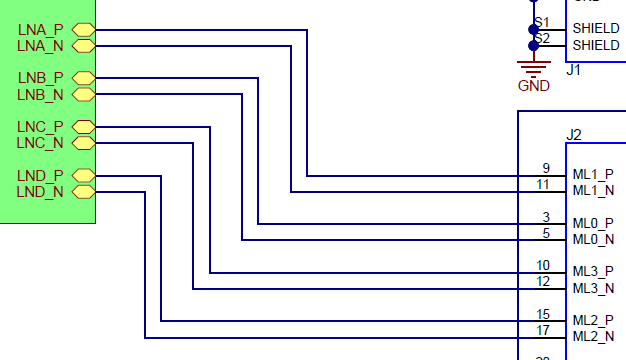 LNA_P
LNA_N
LNB_P
LNB_N
LNC_P
LNC_N
LND_P
LND_N
S1 SHIELD
S2 SHIELD
GND
J1
J2
9 ML1_P
11 ML1_N
3 ML0_P
5 ML0_N
10 ML3_P
12 ML3_N
15 ML2_P
17 ML2_N